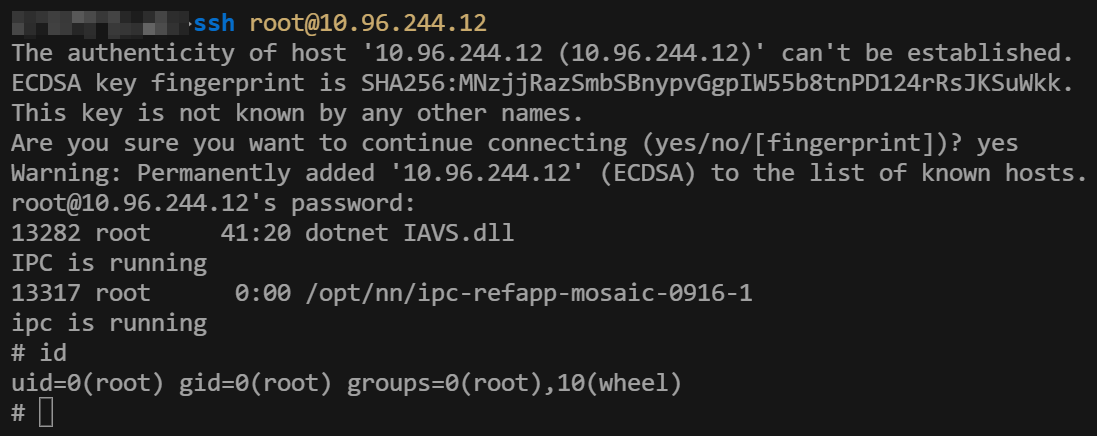 ssh root@10.96.244.12
The authenticity of host '10.96.244.12 (10.96.244.12)' can't be established.
ECDSA key fingerprint is SHA256:MNzjjRazSmbSBnypvGgpIW55b8tnPD124rRsJKSuWkk.
This key is not known by any other names.
Are you sure you want to continue connecting (yes/no/[fingerprint])? yes
Warning: Permanently added '10.96.244.12' (ECDSA) to the list of known hosts.
root@10.96.244.12's password:
13282 root     41:20 dotnet IAVS.dll
IPC is running
13317 root      0:00 /opt/nn/ipc-refapp-mosaic-0916-1
ipc is running
# id
uid=0(root) gid=0(root) groups=0(root),10(wheel)
#